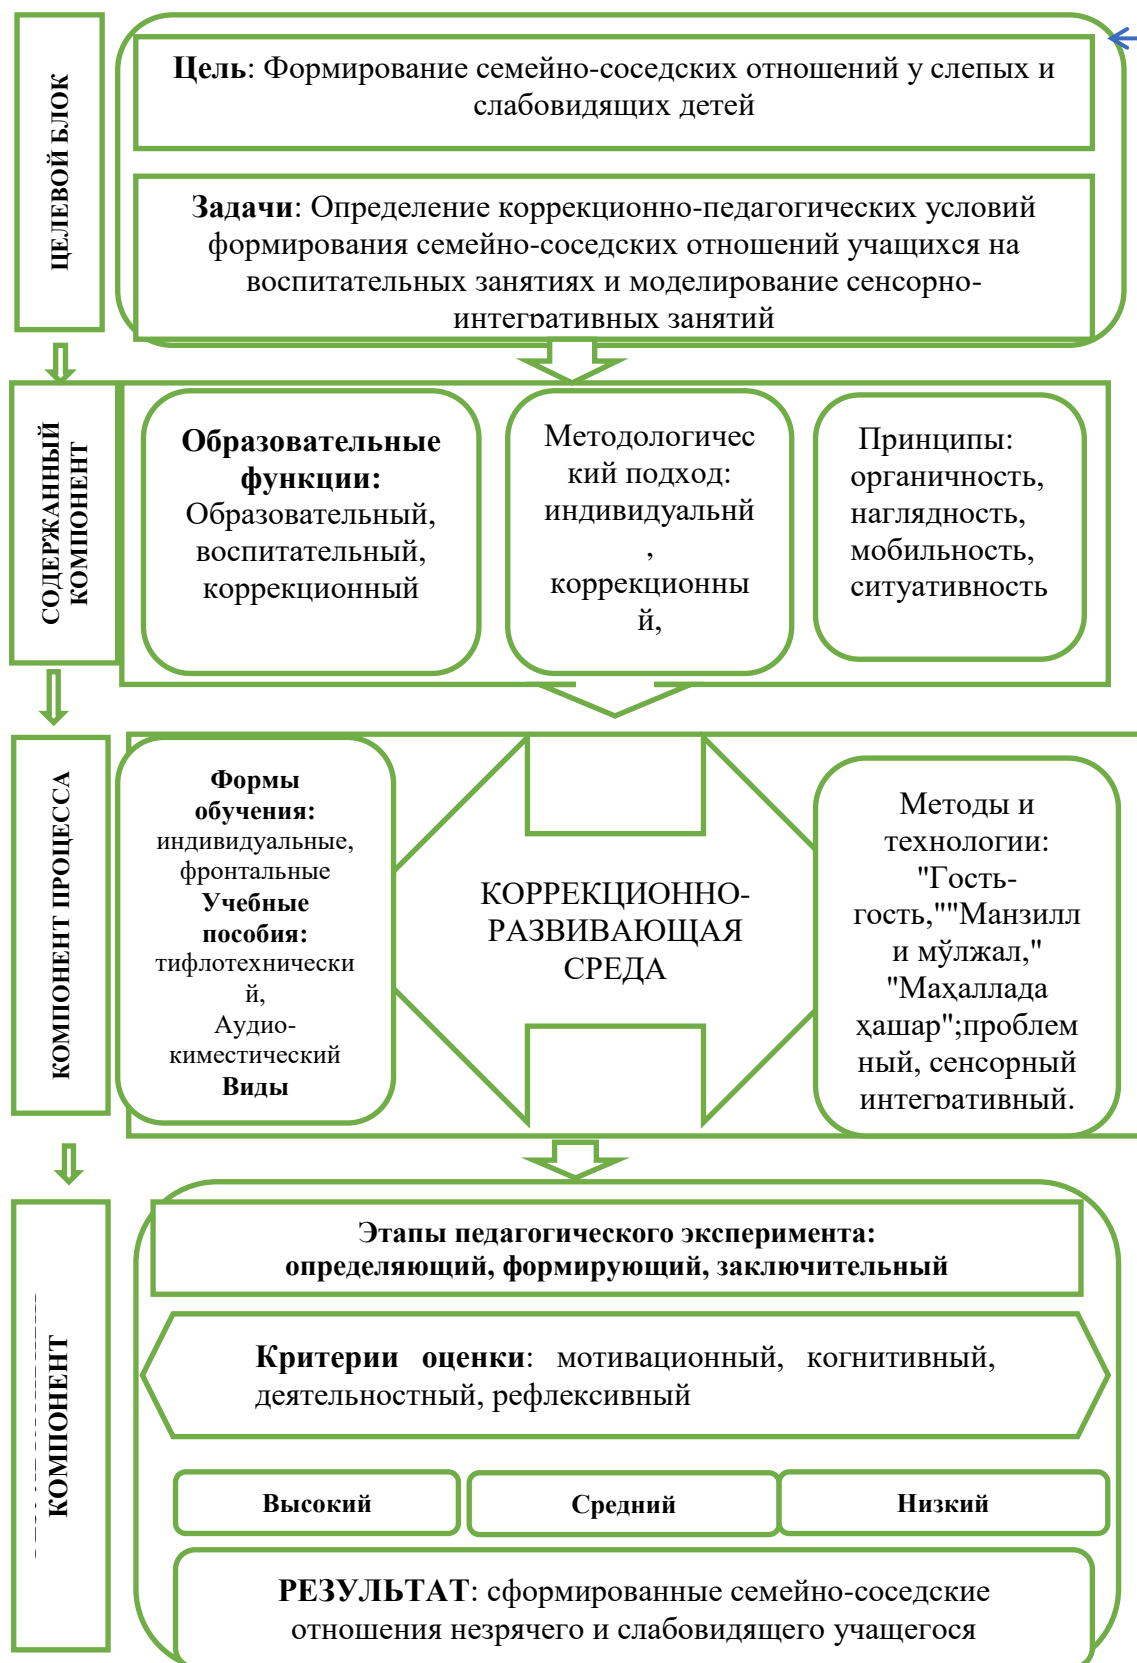 ЦЕЛЕВОЙ БЛОК
Цель: Формирование семейно-соседских отношений у слепых и
слабовидящих детей
Задачи: Определение коррекционно-педагогических условий
формирования семейно-соседских отношений учащихся на
воспитательных занятиях и моделирование сенсорно-
интегративных занятий
СОДЕРЖАННЫЙ
КОМПОНЕНТ
Образовательные
функции:
Образовательный,
воспитательный,
коррекционный
Методологичес
кий подход:
индивидуальнй
,
коррекционны
й,
Принципы:
органичность,
наглядность,
мобильность,
ситуативность
КОМПОНЕНТ ПРОЦЕССА
Формы
обучения:
индивидуальные,
фронтальные
Учебные
пособия:
тифлотехнически
й,
Аудио-
киместический
Виды
КОРРЕКЦИОННО-
РАЗВИВАЮЩАЯ
СРЕДА
Методы и
технологии:
"Гость-
гость,""Манзилл
и мўлжал,"
"Маҳаллада
ҳашар";проблем
ный, сенсорный
интегративный.
КОМПОНЕНТ
Этапы педагогического эксперимента:
определяющий, формирующий, заключительный
Критерии оценки: мотивационный, когнитивный,
деятельностный, рефлексивный
Высокий
Средний
Низкий
РЕЗУЛЬТАТ: сформированные семейно-соседские
отношения незрячего и слабовидящего учащегося